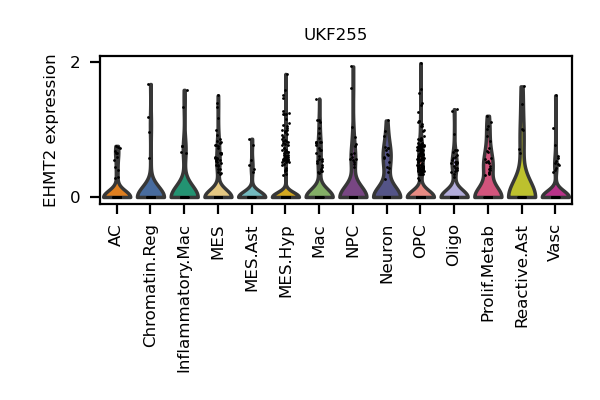 UKF255
EHMT2 expression
2
0
AC
Chromatin.Reg
Inflammatory.Mac
MES
MES.Ast
MES.Hyp
Mac
NPC
Neuron
OPC
Oligo
Prolif.Metab
Reactive.Ast
Vasc